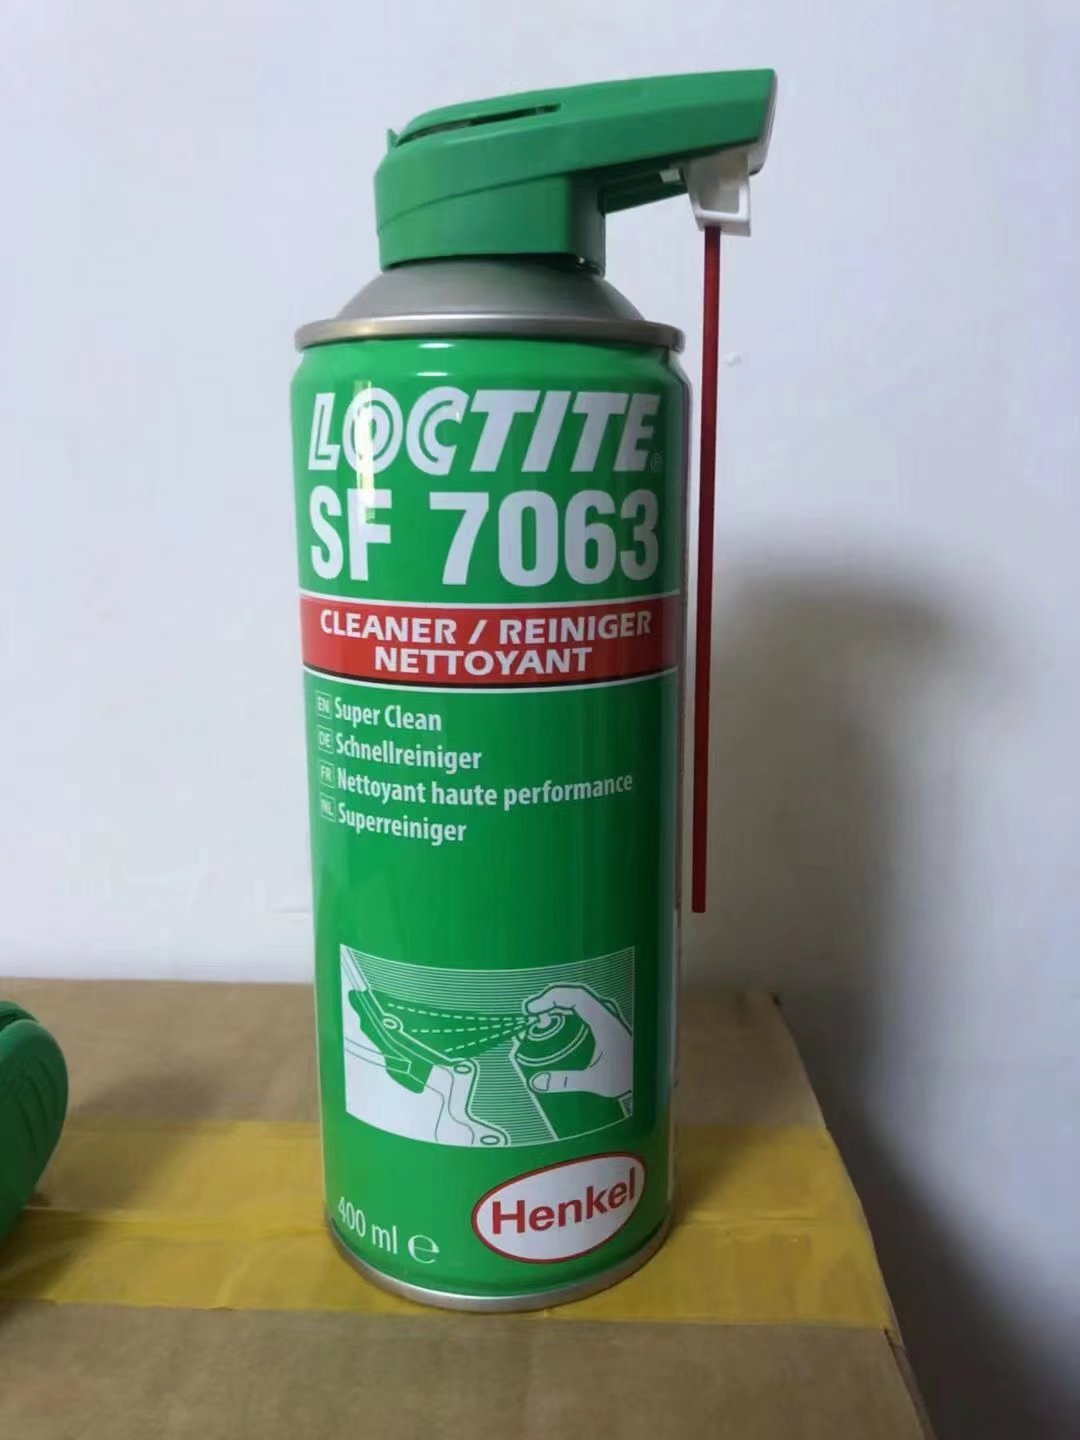 LOCTITE
SF 7063
CLEANER / REINIGER
NETTOYANT
EN Super Clean
DE Schnellreiniger
FR Nettoyant haute performance
NL Superreiniger
400 ml ℮
Henkel